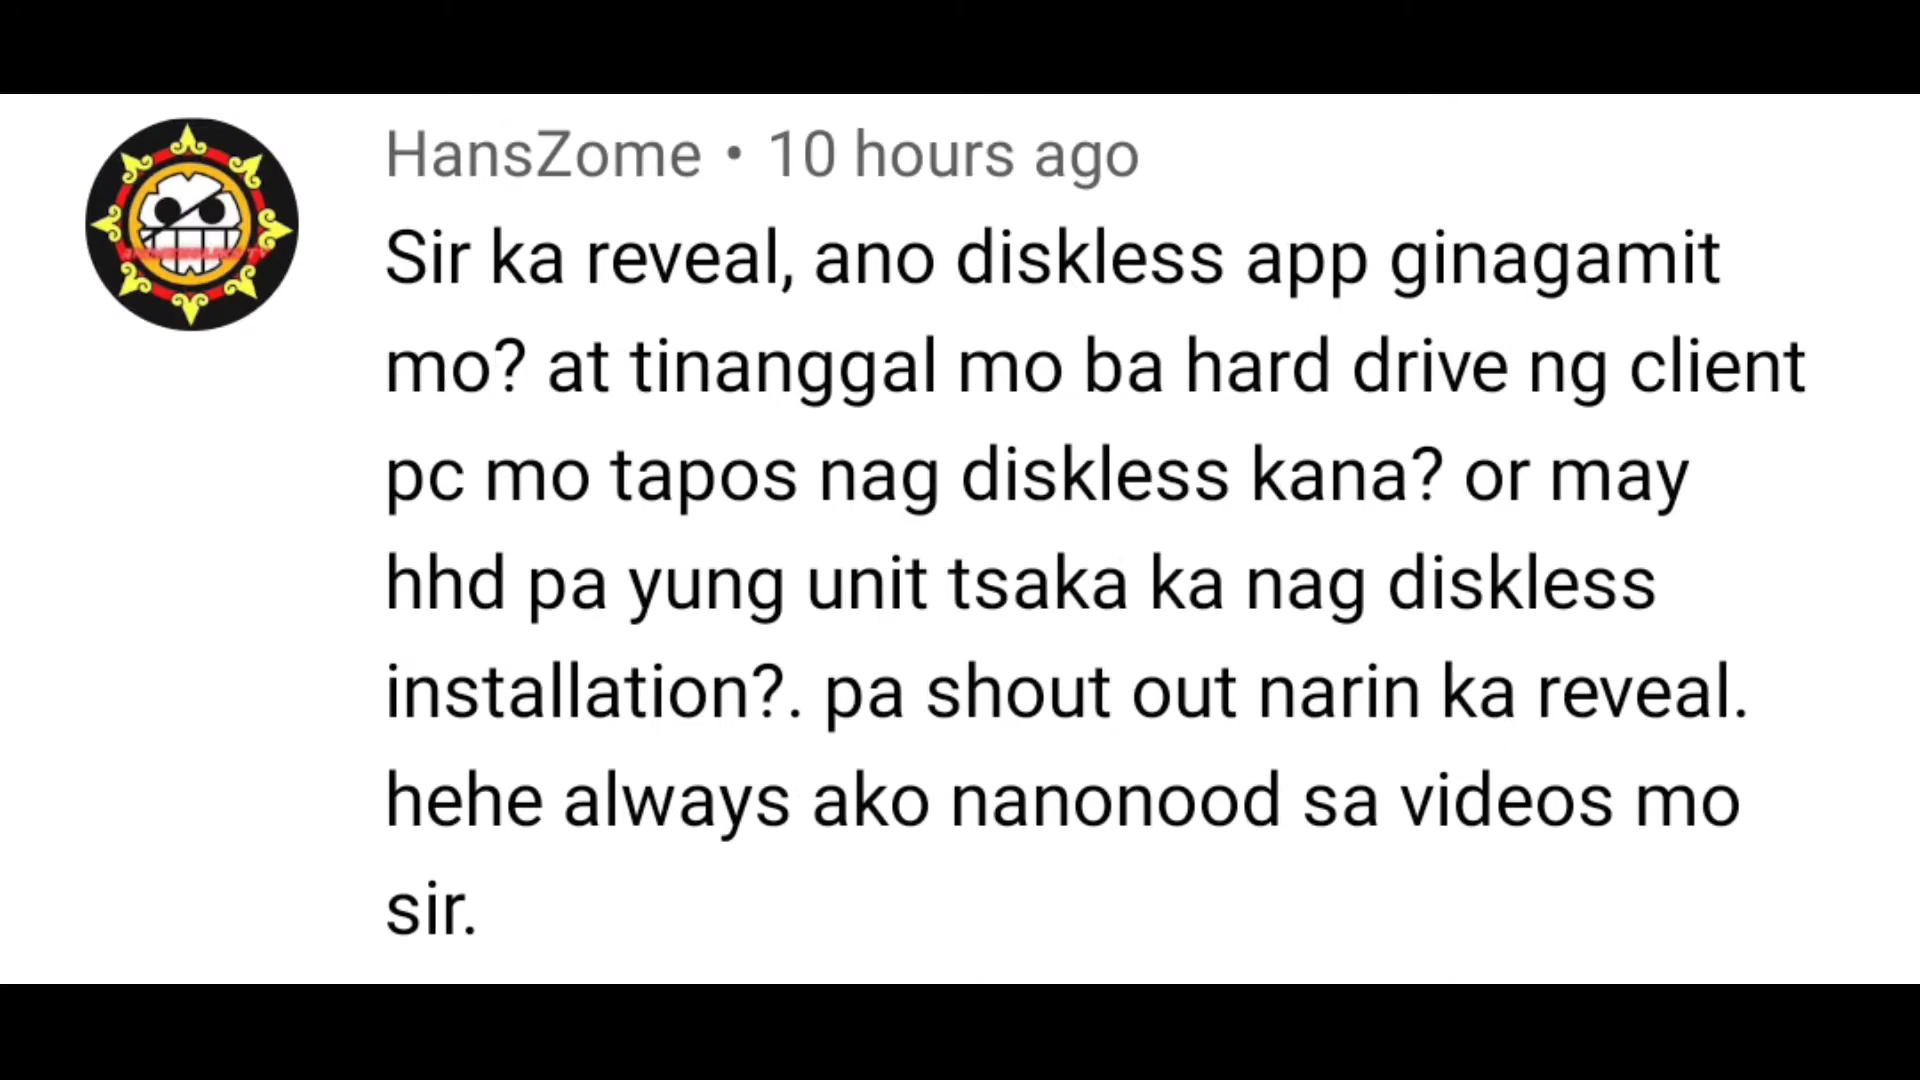 HansZome • 10 hours ago
Sir ka reveal, ano diskless app ginagamit
mo? at tinanggal mo ba hard drive ng client
pc mo tapos nag diskless kana? or may
hhd pa yung unit tsaka ka nag diskless
installation?. pa shout out narin ka reveal.
hehe always ako nanonood sa videos mo
sir.